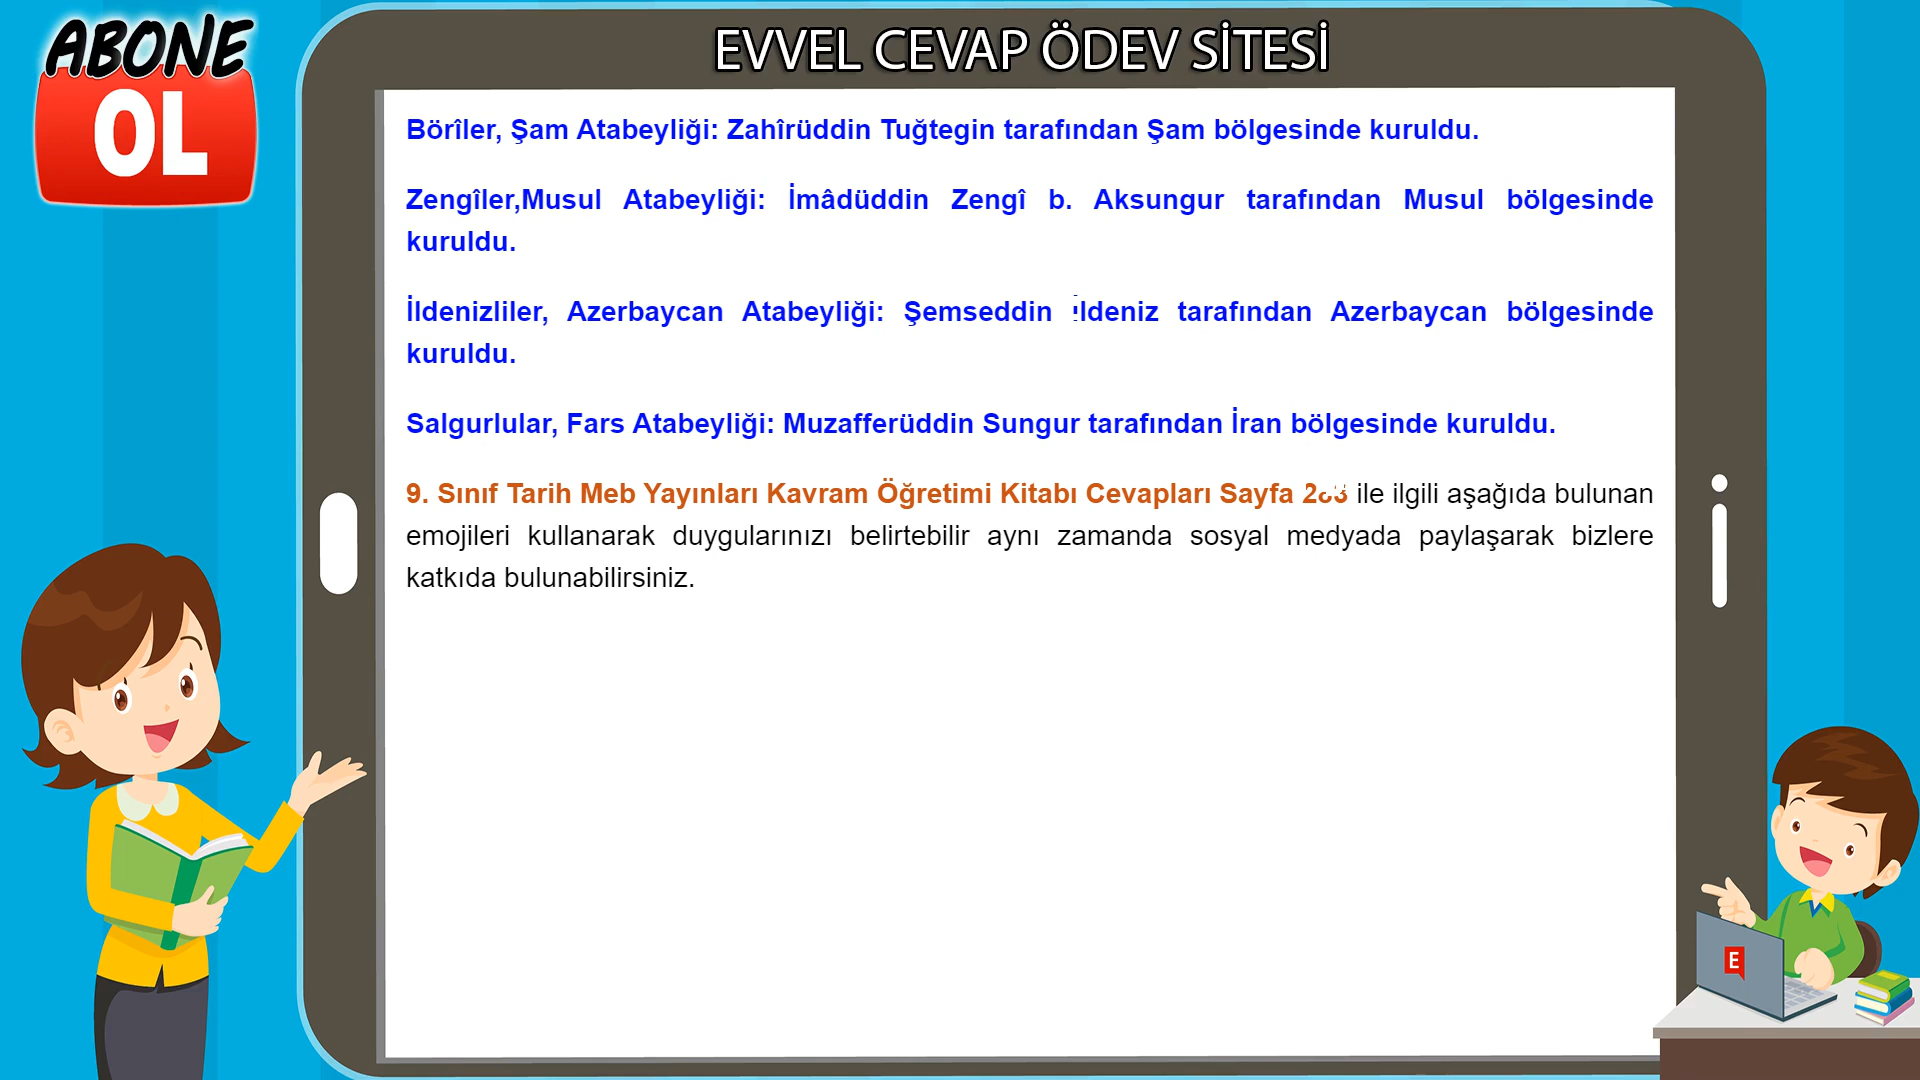 ABONE
OL
EVVEL CEVAP ÖDEV SİTESİ
Börîler, Şam Atabeyliği: Zahîrüddin Tuğtegin tarafından Şam bölgesinde kuruldu.
Zengîler,Musul Atabeyliği: İmâdüddin Zengî b. Aksungur tarafından Musul bölgesinde
kuruldu.
İldenizliler, Azerbaycan Atabeyliği: Şemseddin İldeniz tarafından Azerbaycan bölgesinde
kuruldu.
Salgurlular, Fars Atabeyliği: Muzafferüddin Sungur tarafından İran bölgesinde kuruldu.
9. Sınıf Tarih Meb Yayınları Kavram Öğretimi Kitabı Cevapları Sayfa ile ilgili aşağıda bulunan
emojileri kullanarak duygularınızı belirtebilir aynı zamanda sosyal medyada paylaşarak bizlere
katkıda bulunabilirsiniz.
E